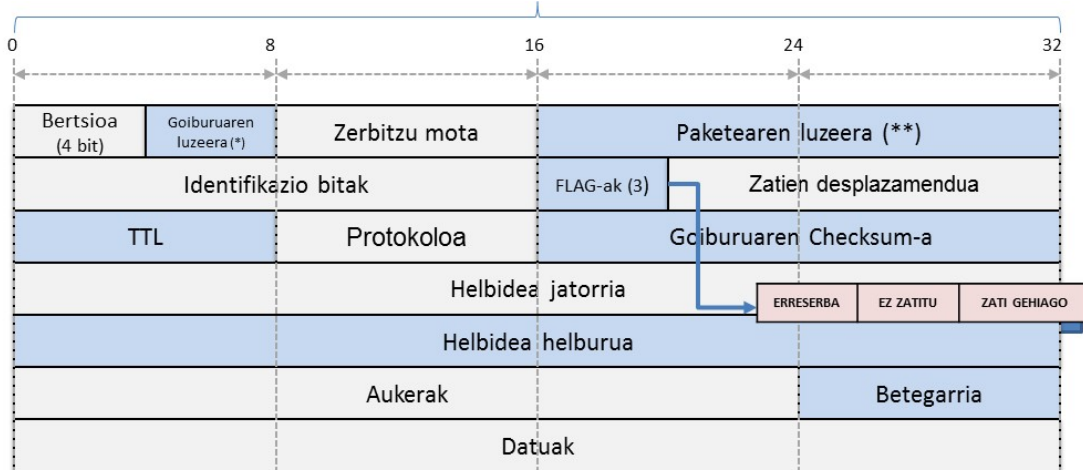 0 8 16 24 32
Bertsioa
(4 bit)
Goiburuaren
luzeera (*)
Zerbitzu mota
Paketearen luzeera (**)
Identifikazio bitak
FLAG-ak (3)
Zatien desplazamendua
TTL
Protokoloa
Goiburuaren Checksum-a
Helbidea jatorria
ERRESERBA
EZ ZATITU
ZATI GEHIAGO
Helbidea helburua
Aukerak
Betegarria
Datuak